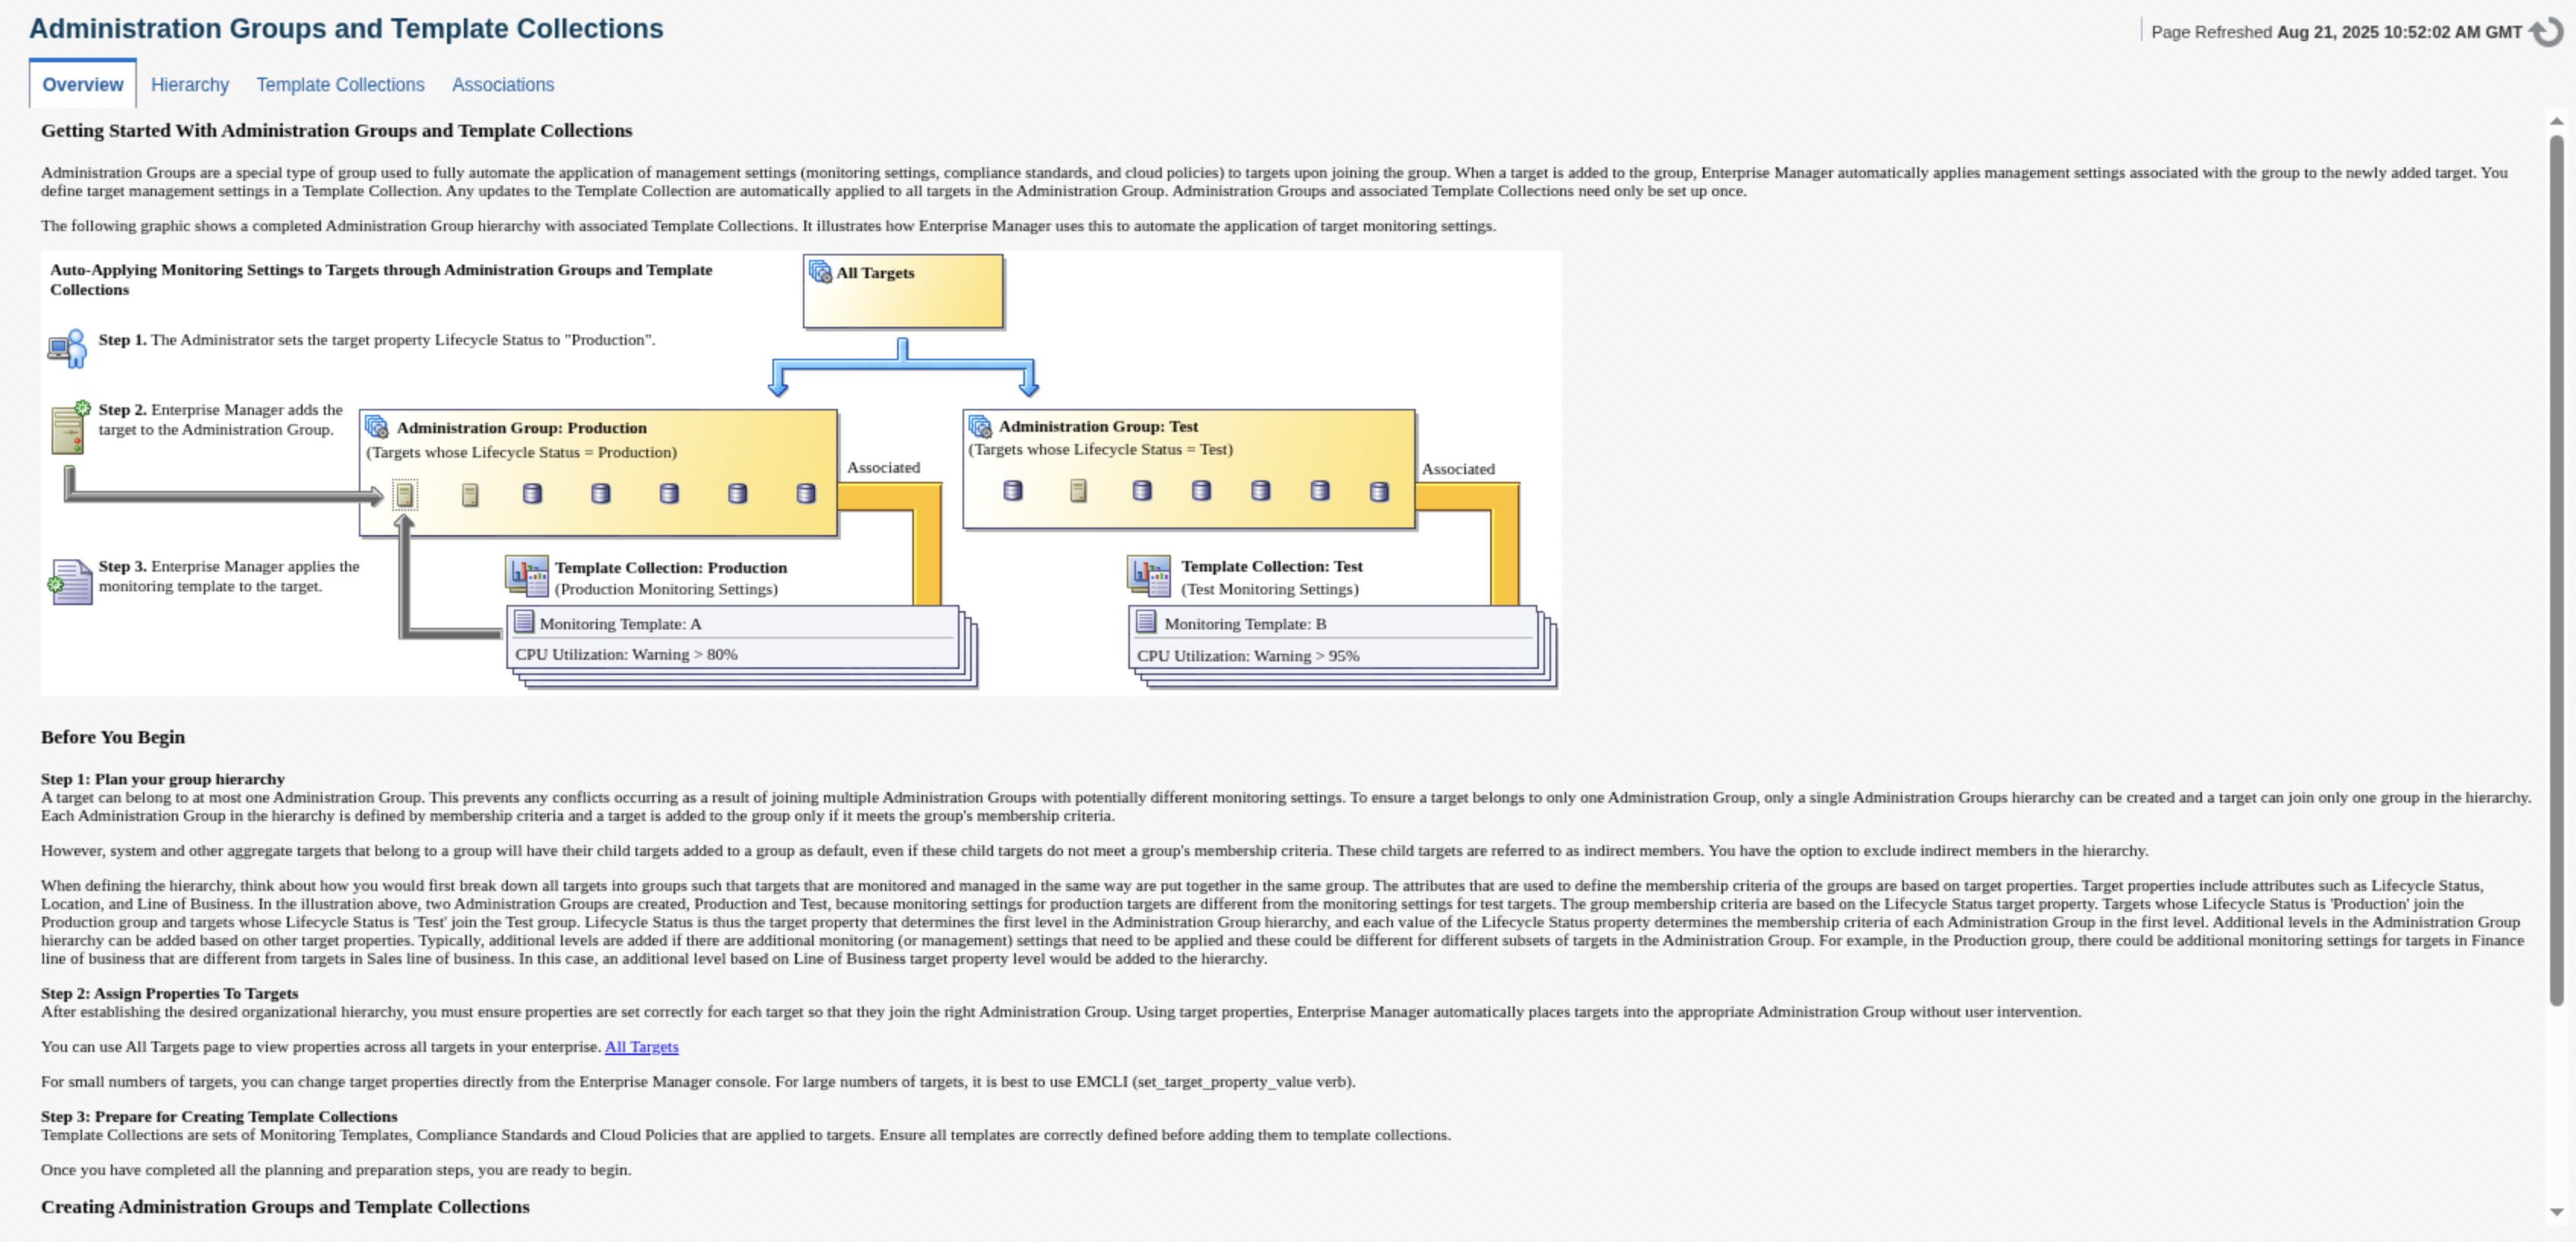 Administration Groups and Template Collections
Page Refreshed Aug 21, 2025 10:52:02 AM GMT
Overview
Hierarchy
Template Collections
Associations
Getting Started With Administration Groups and Template Collections
Administration Groups are a special type of group used to fully automate the application of management settings (monitoring settings, compliance standards, and cloud policies) to targets upon joining the group. When a target is added to the group, Enterprise Manager automatically applies management settings associated with the group to the newly added target. You
define target management settings in a Template Collection. Any updates to the Template Collection are automatically applied to all targets in the Administration Group. Administration Groups and associated Template Collections need only be set up once.
The following graphic shows a completed Administration Group hierarchy with associated Template Collections. It illustrates how Enterprise Manager uses this to automate the application of target monitoring settings.
Auto-Applying Monitoring Settings to Targets through Administration Groups and Template
Collections
All Targets
Step 1. The Administrator sets the target property Lifecycle Status to "Production".
Step 2. Enterprise Manager adds the
target to the Administration Group.
Administration Group: Production
(Targets whose Lifecycle Status = Production)
Associated
Administration Group: Test
(Targets whose Lifecycle Status = Test)
Associated
Step 3. Enterprise Manager applies the
monitoring template to the target.
Template Collection: Production
(Production Monitoring Settings)
Monitoring Template: A
CPU Utilization: Warning > 80%
Template Collection: Test
(Test Monitoring Settings)
Monitoring Template: B
CPU Utilization: Warning > 95%
Before You Begin
Step 1: Plan your group hierarchy
A target can belong to at most one Administration Group. This prevents any conflicts occurring as a result of joining multiple Administration Groups with potentially different monitoring settings. To ensure a target belongs to only one Administration Group, only a single Administration Groups hierarchy can be created and a target can join only one group in the hierarchy.
Each Administration Group in the hierarchy is defined by membership criteria and a target is added to the group only if it meets the group's membership criteria.
However, system and other aggregate targets that belong to a group will have their child targets added to a group as default, even if these child targets do not meet a group's membership criteria. These child targets are referred to as indirect members. You have the option to exclude indirect members in the hierarchy.
When defining the hierarchy, think about how you would first break down all targets into groups such that targets that are monitored and managed in the same way are put together in the same group. The attributes that are used to define the membership criteria of the groups are based on target properties. Target properties include attributes such as Lifecycle Status,
Location, and Line of Business. In the illustration above, two Administration Groups are created, Production and Test, because monitoring settings for production targets are different from the monitoring settings for test targets. The group membership criteria are based on the Lifecycle Status target property. Targets whose Lifecycle Status is 'Production' join the
Production group and targets whose Lifecycle Status is 'Test' join the Test group. Lifecycle Status is thus the target property that determines the first level in the Administration Group hierarchy, and each value of the Lifecycle Status property determines the membership criteria of each Administration Group in the first level. Additional levels in the Administration Group
hierarchy can be added based on other target properties. Typically, additional levels are added if there are additional monitoring (or management) settings that need to be applied and these could be different for different subsets of targets in the Administration Group. For example, in the Production group, there could be additional monitoring settings for targets in Finance
line of business that are different from targets in Sales line of business. In this case, an additional level based on Line of Business target property level would be added to the hierarchy.
Step 2: Assign Properties To Targets
After establishing the desired organizational hierarchy, you must ensure properties are set correctly for each target so that they join the right Administration Group. Using target properties, Enterprise Manager automatically places targets into the appropriate Administration Group without user intervention.
You can use All Targets page to view properties across all targets in your enterprise. All Targets
For small numbers of targets, you can change target properties directly from the Enterprise Manager console. For large numbers of targets, it is best to use EMCLI (set_target_property_value verb).
Step 3: Prepare for Creating Template Collections
Template Collections are sets of Monitoring Templates, Compliance Standards and Cloud Policies that are applied to targets. Ensure all templates are correctly defined before adding them to template collections.
Once you have completed all the planning and preparation steps, you are ready to begin.
Creating Administration Groups and Template Collections